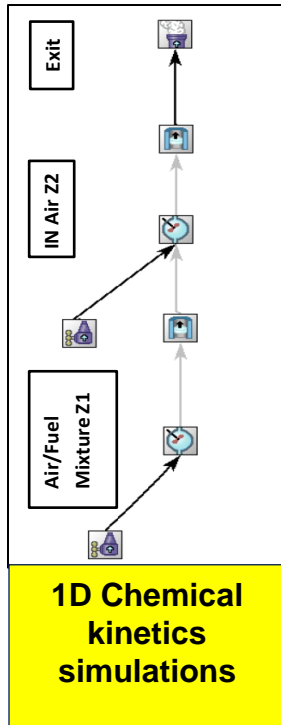 Exit
IN Air Z2
Air/Fuel
Mixture Z1
1D Chemical
kinetics
simulations